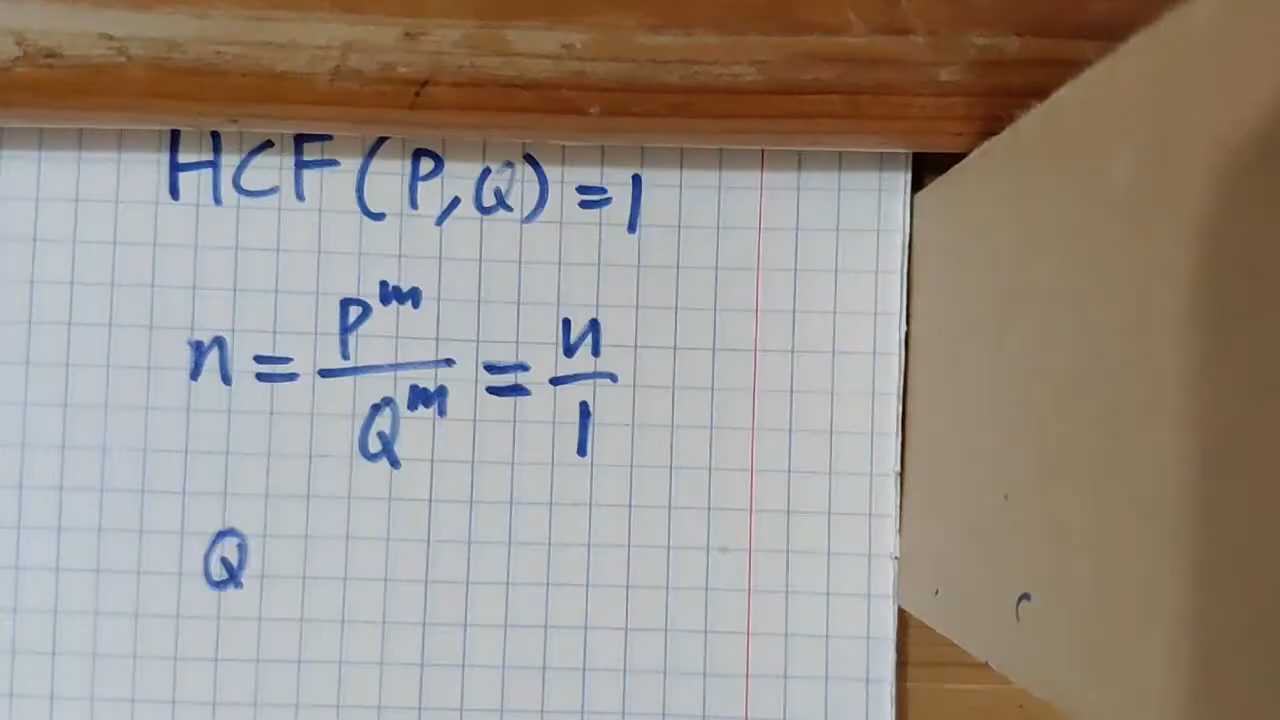 HCF(P,Q)=1
n = P^m / Q^m = n / 1
Q